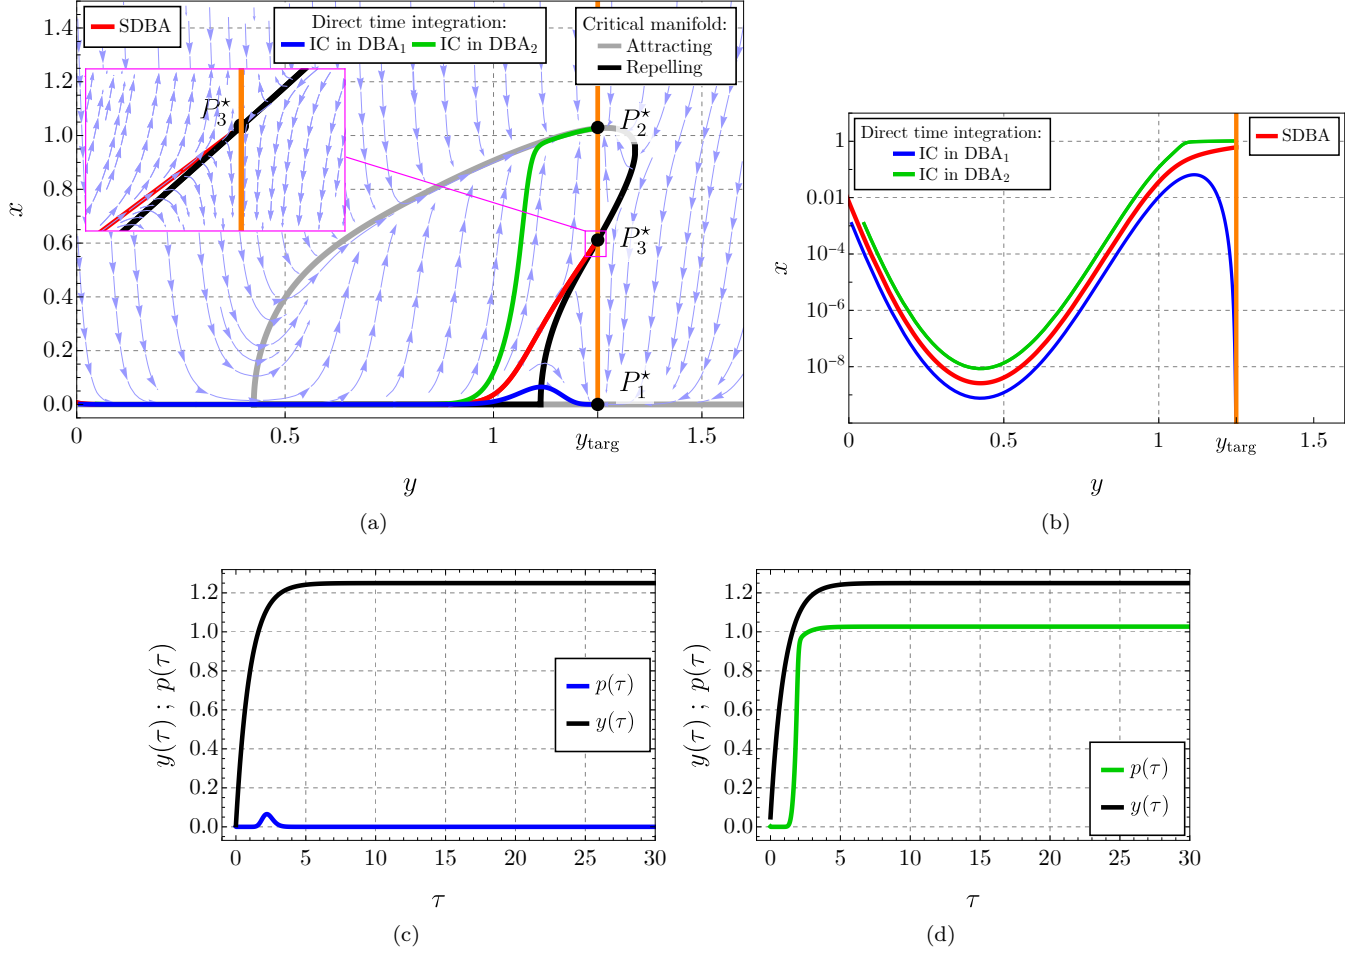 SDBA
Direct time integration:
IC in DBA₁ IC in DBA₂
Critical manifold:
Attracting
Repelling
1.4
1.2
1.0
0.8
0.6
0.4
0.2
0.0
x
P₃⋆
P₂⋆
P₃⋆
P₁⋆
0 0.5 1 y_targ 1.5
y
(a)
Direct time integration:
IC in DBA₁
IC in DBA₂
SDBA
1
0.01
10⁻⁴
10⁻⁶
10⁻⁸
x
0 0.5 1 y_targ 1.5
y
(b)
1.2
1.0
0.8
0.6
0.4
0.2
0.0
y(τ) ; p(τ)
p(τ)
y(τ)
0 5 10 15 20 25 30
τ
(c)
1.2
1.0
0.8
0.6
0.4
0.2
0.0
y(τ) ; p(τ)
p(τ)
y(τ)
0 5 10 15 20 25 30
τ
(d)